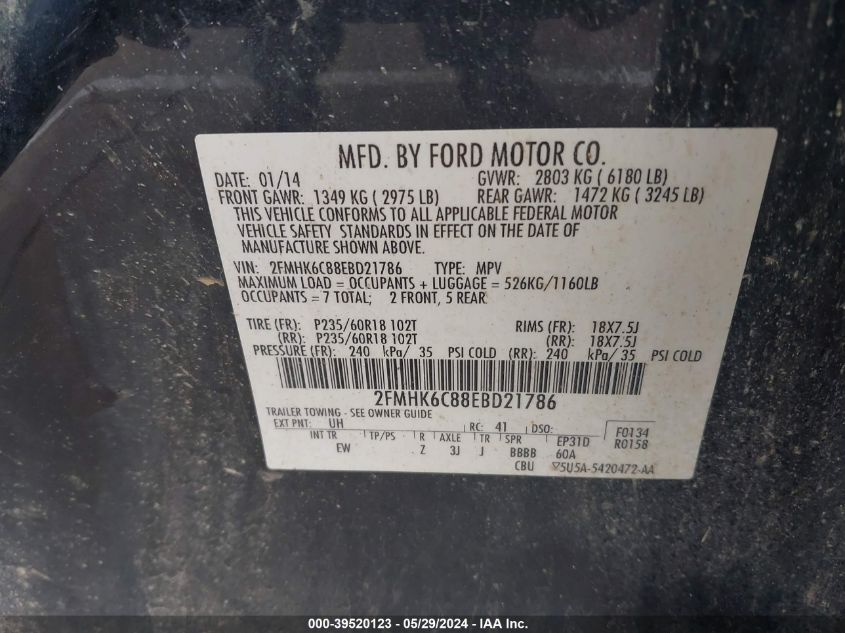 MFD. BY FORD MOTOR CO.
DATE: 01/14 GVWR: 2803 KG ( 6180 LB)
FRONT GAWR: 1349 KG ( 2975 LB) REAR GAWR: 1472 KG ( 3245 LB)
THIS VEHICLE CONFORMS TO ALL APPLICABLE FEDERAL MOTOR
VEHICLE SAFETY STANDARDS IN EFFECT ON THE DATE OF
MANUFACTURE SHOWN ABOVE.
VIN: 2FMHK6C88EBD21786 TYPE: MPV
MAXIMUM LOAD = OCCUPANTS + LUGGAGE = 526KG/1160LB
OCCUPANTS = 7 TOTAL; 2 FRONT, 5 REAR
TIRE (FR): P235/60R18 102T RIMS (FR): 18X7.5J
(RR): P235/60R18 102T (RR): 18X7.5J
PRESSURE (FR): 240 kPa/ 35 PSI COLD (RR): 240 kPa/ 35 PSI COLD
2FMHK6C88EBD21786
TRAILER TOWING - SEE OWNER GUIDE
EXT PNT: UH RC: 41 DSO: F0134
INT TR TP/PS R AXLE TR SPR EP31D R0158
EW Z 3J J BBBB 60A
CBU 5U5A-5420472-AA
000-39520123 - 05/29/2024 - IAA, Inc.